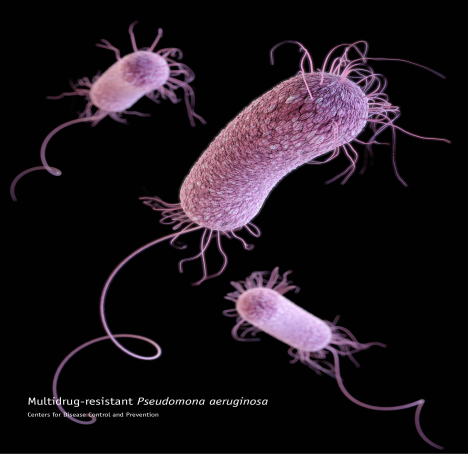 Multidrug-resistant Pseudomona aeruginosa
Centers for Disease Control and Prevention